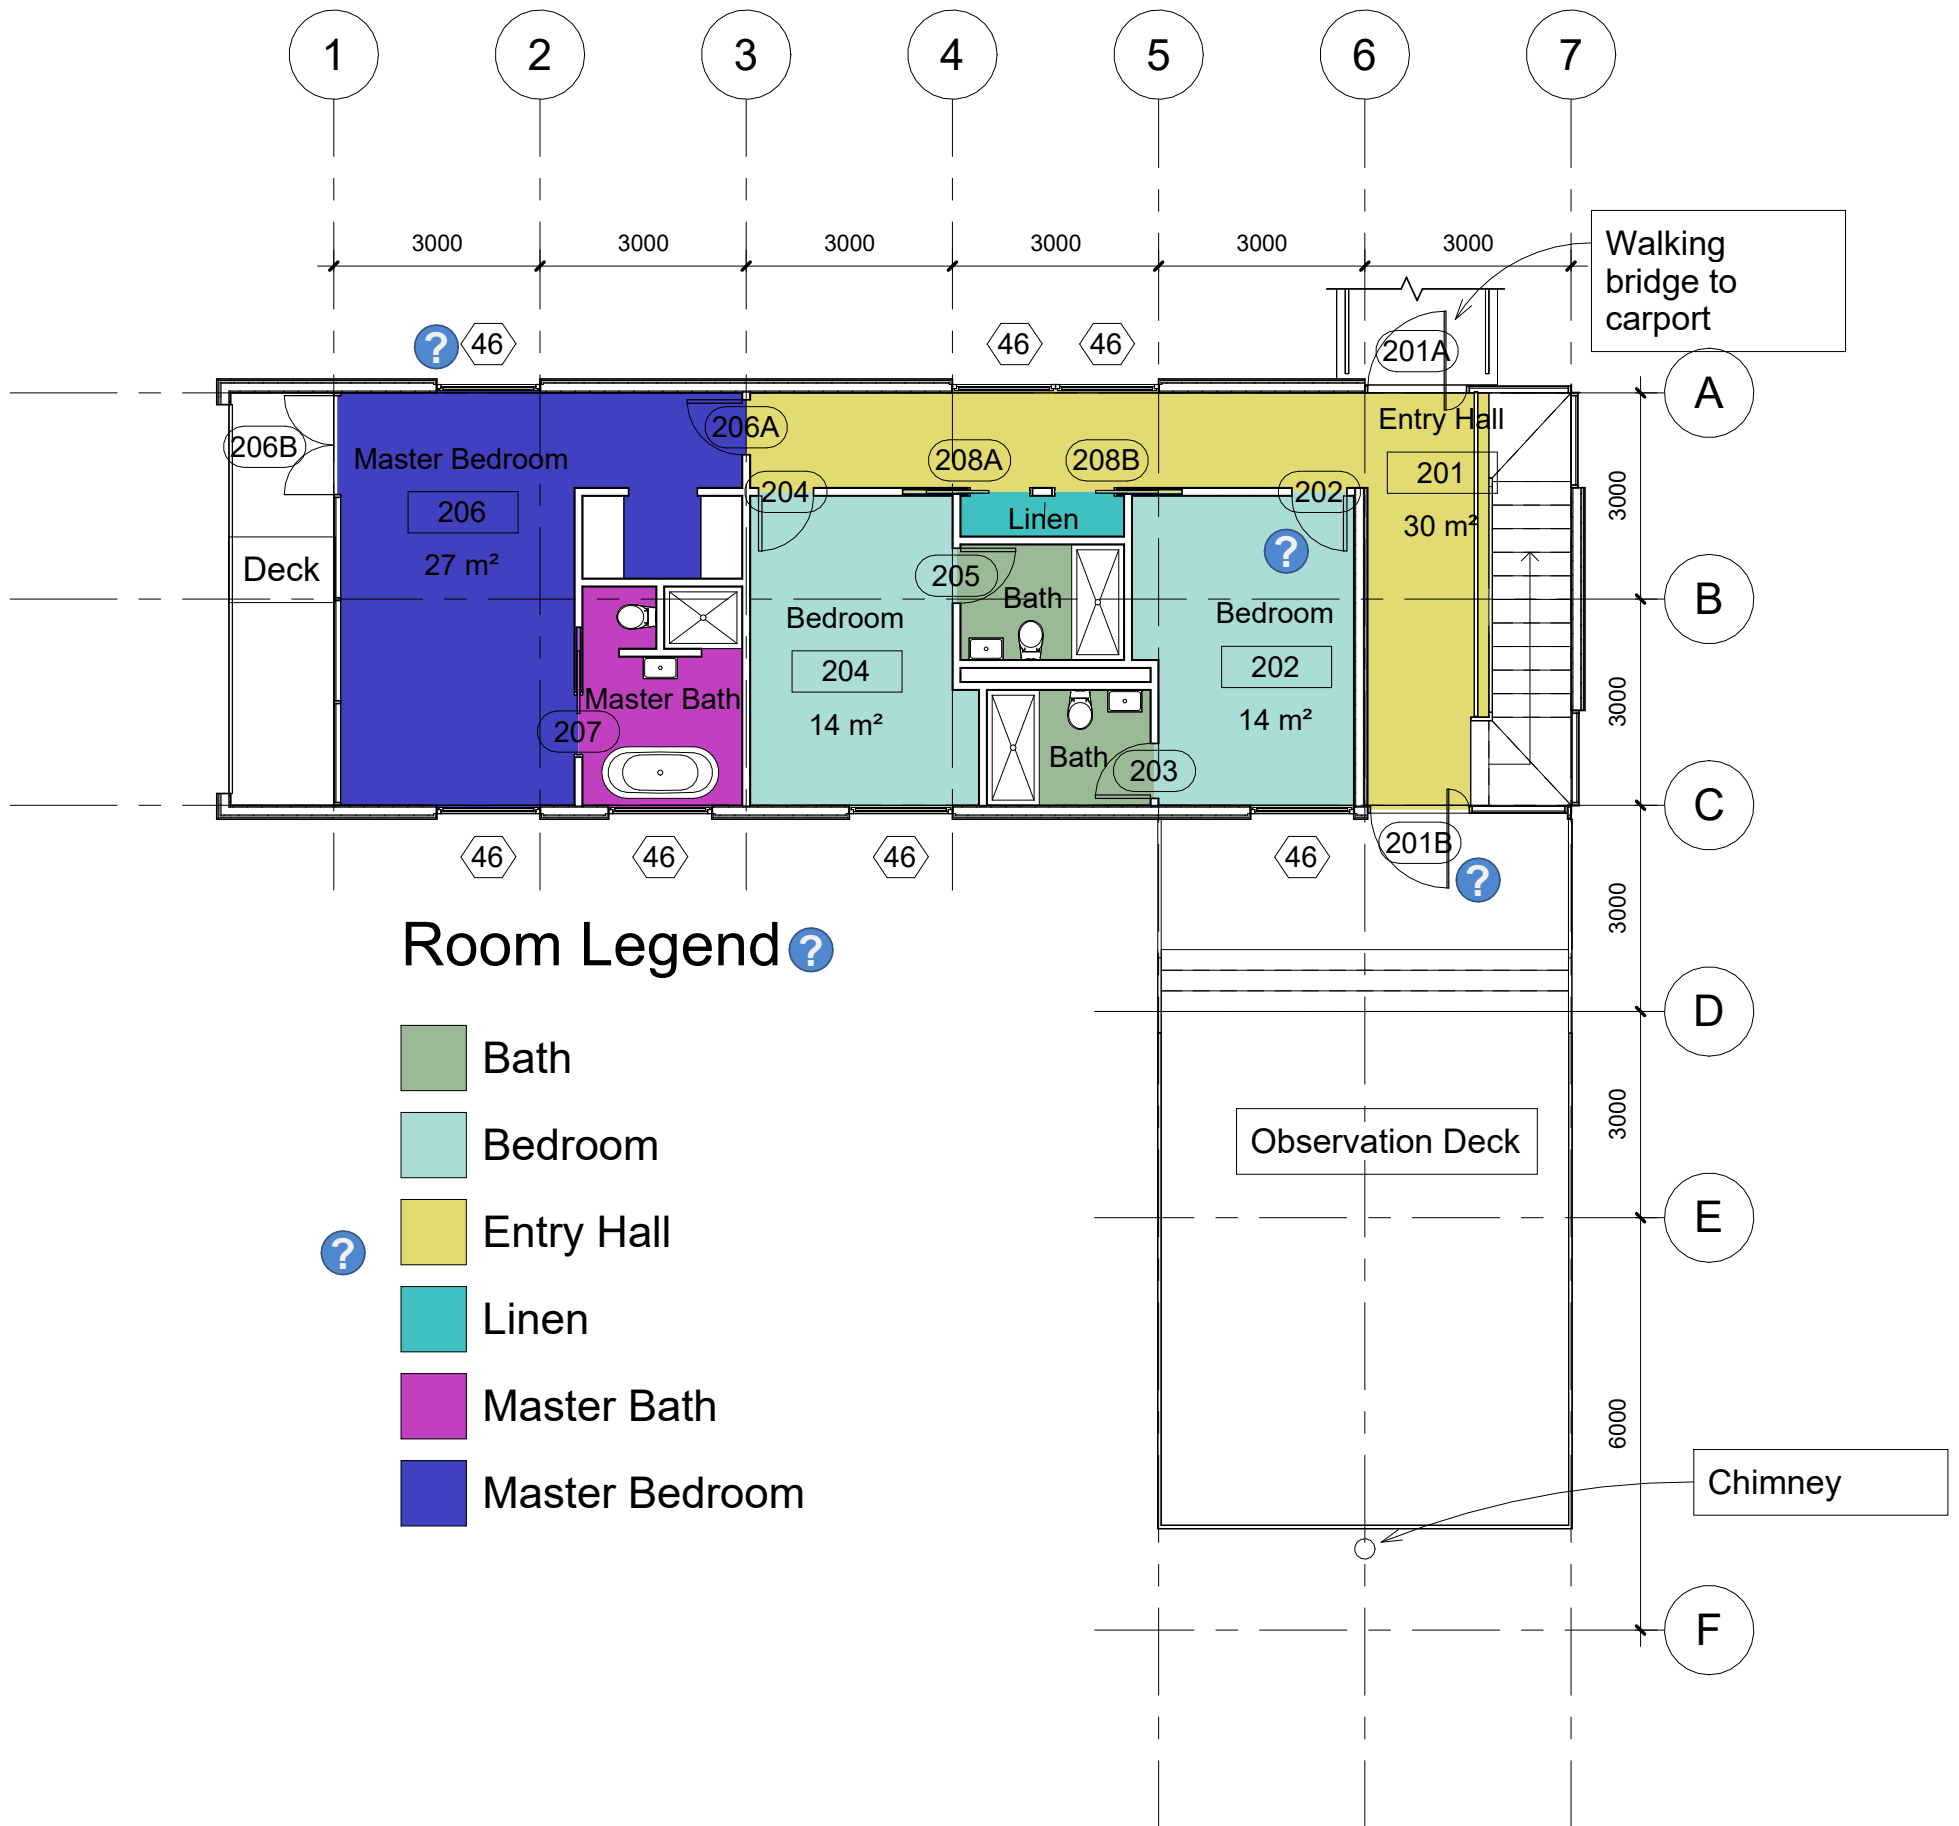 1 2 3 4 5 6 7
3000 3000 3000 3000 3000 3000
Walking
bridge to
carport
? 46 46 46 201A
A
206A Entry Hall
206B
Master Bedroom 208A 208B
201
204 202
206
Linen
30 m²
3000
27 m²
?
Deck
205
Bath
B
Bedroom Bedroom
204 202
Master Bath
14 m² 14 m²
3000
207
Bath
203
C
46 46 46 46 201B
?
3000
Room Legend ?
D
Bath
Bedroom
Observation Deck
3000
Entry Hall
E
?
Linen
Master Bath
6000
Master Bedroom
Chimney
F